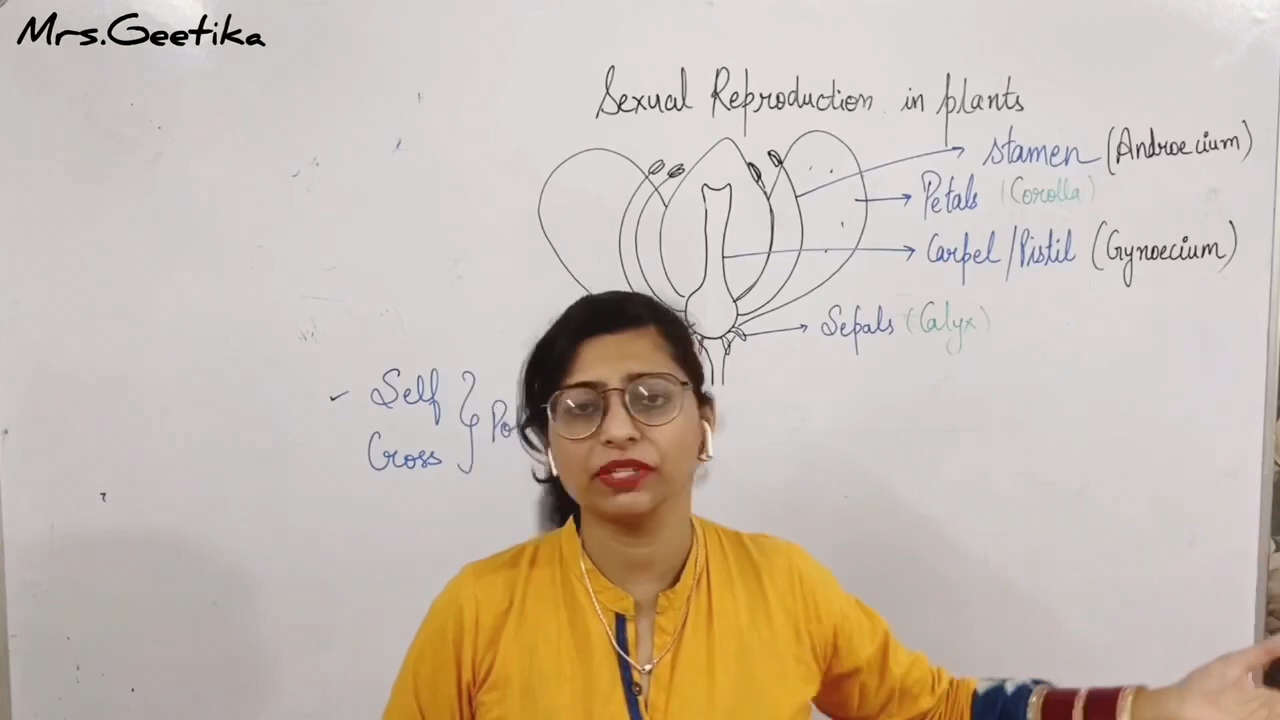 Mrs.Geetika
Sexual Reproduction in plants
Stamen (Androecium)
Petals (Corolla)
Carpel/Pistil (Gynoecium)
Sepals (Calyx)
Self
Cross